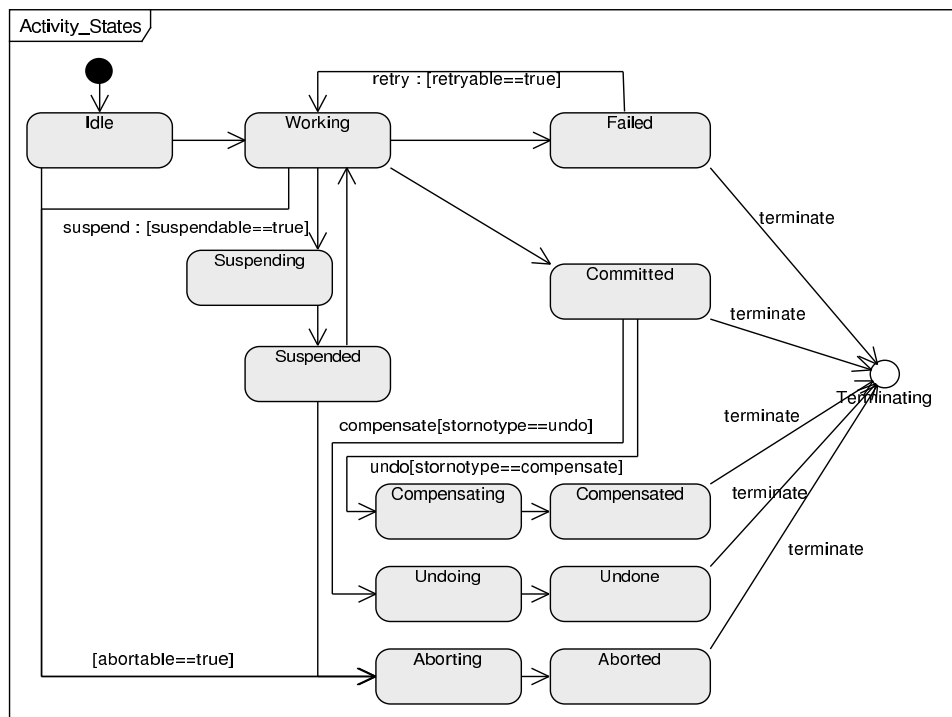 Activity_States
retry : [retryable==true]
Idle
Working
Failed
suspend : [suspendable==true]
terminate
Suspending
Committed
terminate
Suspended
Terminating
compensate[stornotype==undo]
terminate
undo[stornotype==compensate]
Compensating
Compensated
terminate
terminate
Undoing
Undone
[abortable==true]
Aborting
Aborted